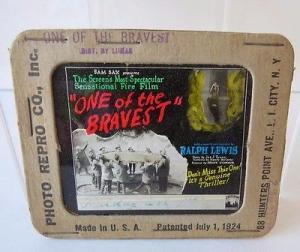 ONE OF THE BRAVEST
DIST. BY LUMAS
PHOTO REPRO CO., Inc.
SAM SAX presents
The Screen's Most Spectacular
Sensational Fire Film
"ONE of the
BRAVEST"
RALPH LEWIS
Don't Miss This One!
It's a Genuine
Thriller!
Made in U. S. A. Patented July 1, 1924
68 HUNTERS POINT AVE., L. I. CITY, N. Y.